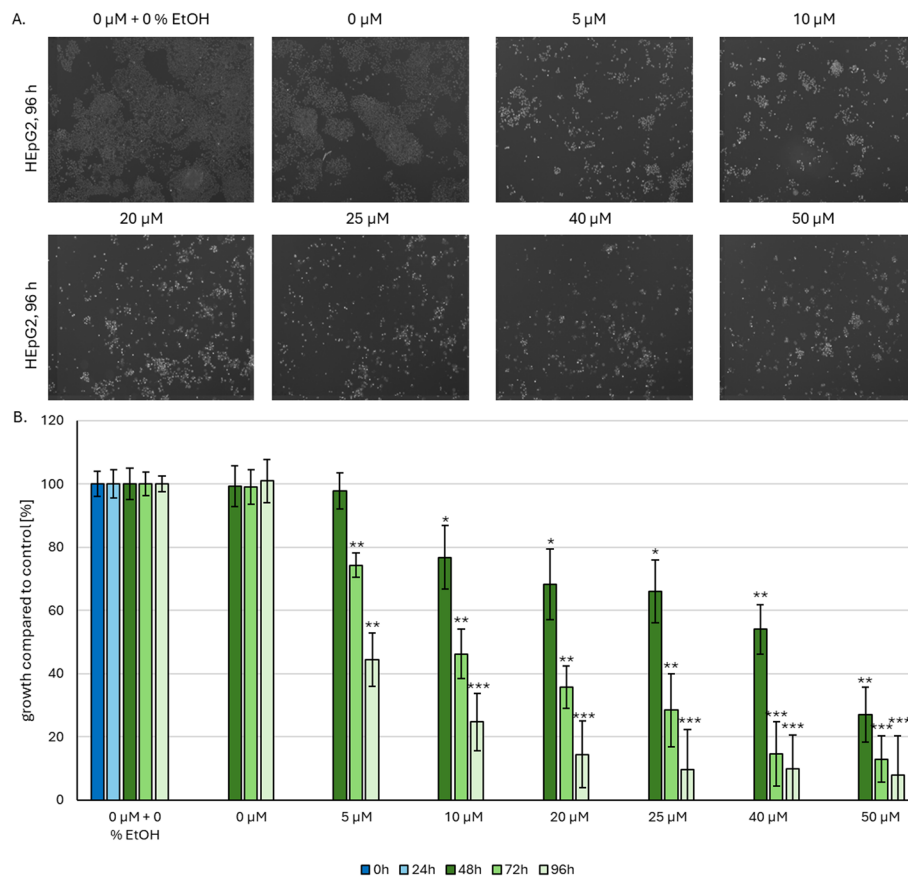 A.
0 µM + 0 % EtOH 0 µM 5 µM 10 µM
HEpG2, 96 h
20 µM 25 µM 40 µM 50 µM
HEpG2, 96 h
B.
growth compared to control [%]
120
100
80
60
40
20
0
** ** * ** *** * ** *** * ** *** ** *** *** ** *** ***
0 µM + 0 0 µM 5 µM 10 µM 20 µM 25 µM 40 µM 50 µM
% EtOH
0h 24h 48h 72h 96h